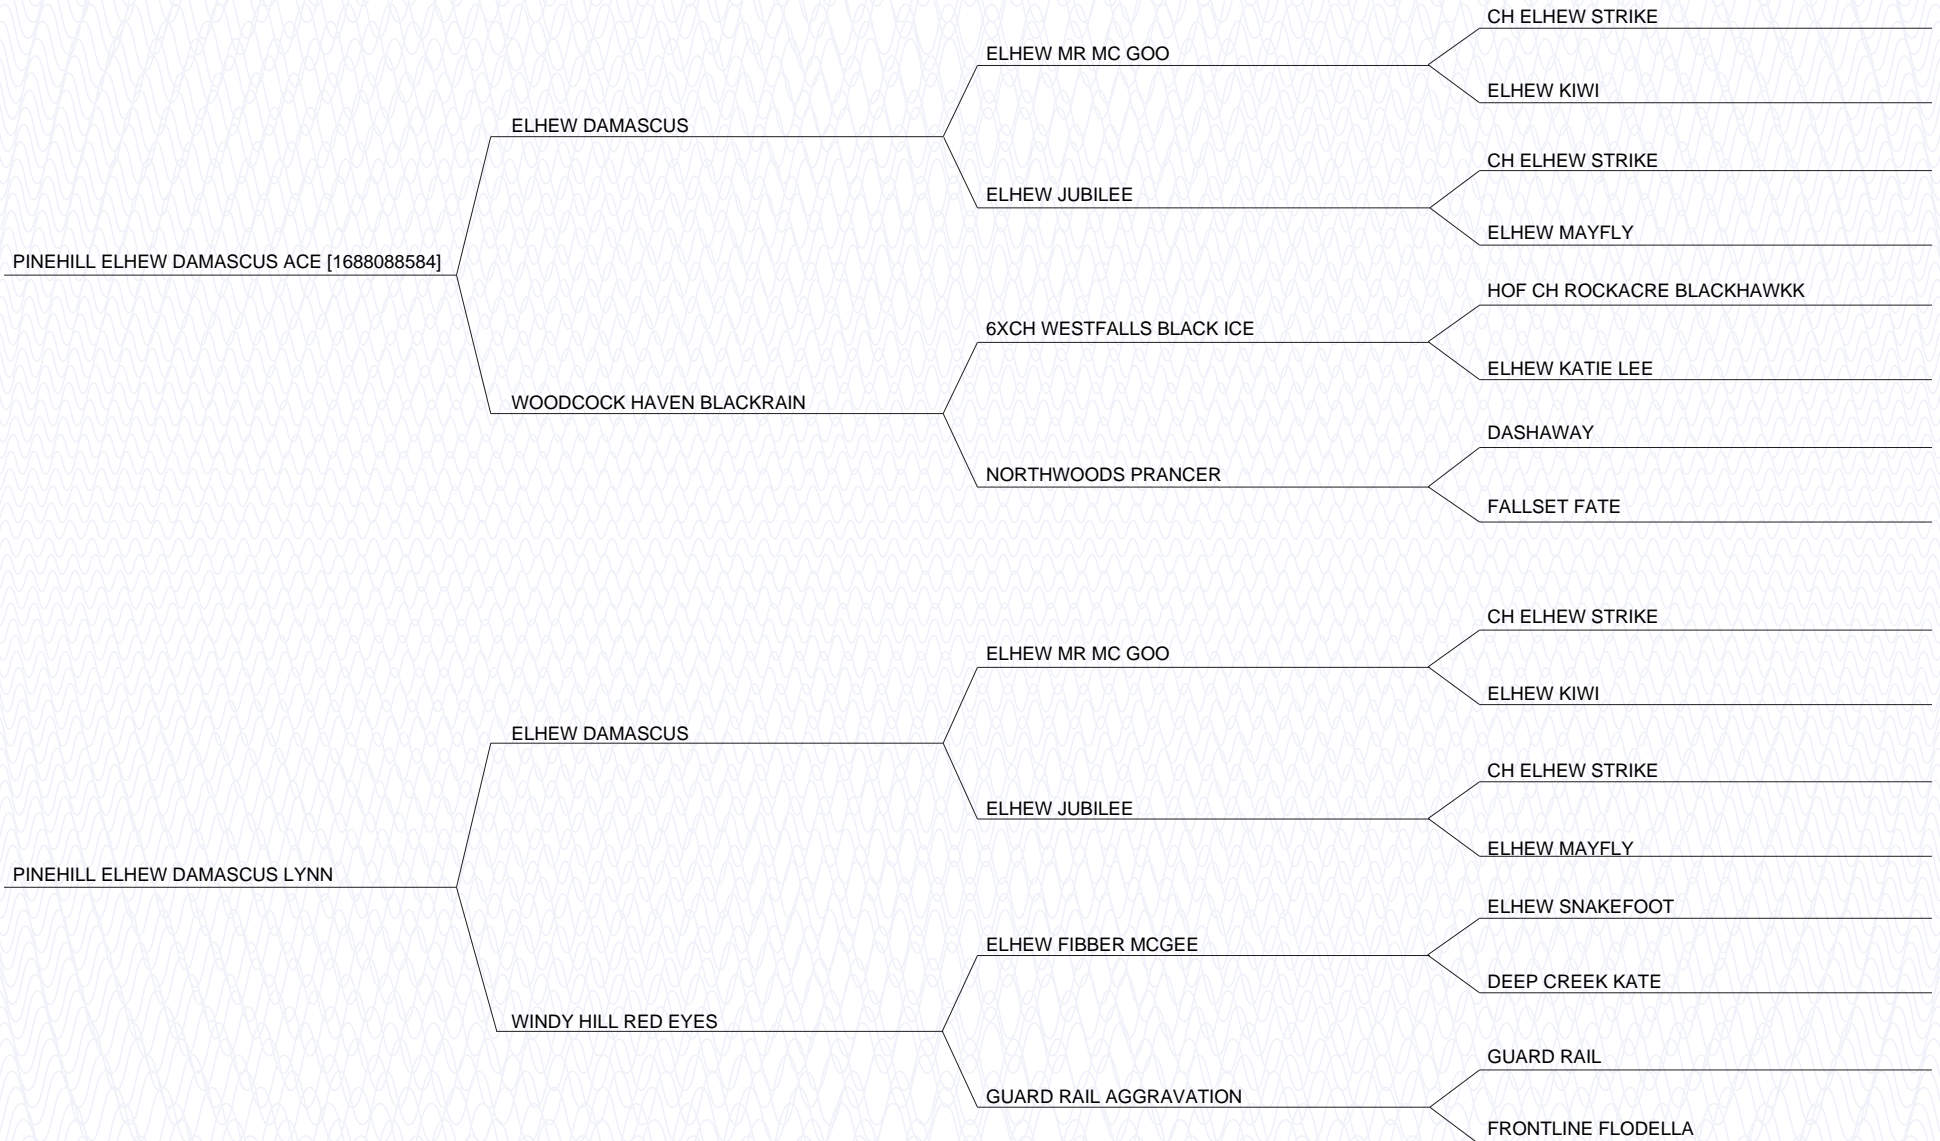 CH ELHEW STRIKE
ELHEW MR MC GOO
ELHEW KIWI
ELHEW DAMASCUS
CH ELHEW STRIKE
ELHEW JUBILEE
ELHEW MAYFLY
PINEHILL ELHEW DAMASCUS ACE [1688088584]
HOF CH ROCKACRE BLACKHAWKK
6XCH WESTFALLS BLACK ICE
ELHEW KATIE LEE
WOODCOCK HAVEN BLACKRAIN
DASHAWAY
NORTHWOODS PRANCER
FALLSET FATE
CH ELHEW STRIKE
ELHEW MR MC GOO
ELHEW KIWI
ELHEW DAMASCUS
CH ELHEW STRIKE
ELHEW JUBILEE
ELHEW MAYFLY
PINEHILL ELHEW DAMASCUS LYNN
ELHEW SNAKEFOOT
ELHEW FIBBER MCGEE
DEEP CREEK KATE
WINDY HILL RED EYES
GUARD RAIL
GUARD RAIL AGGRAVATION
FRONTLINE FLODELLA